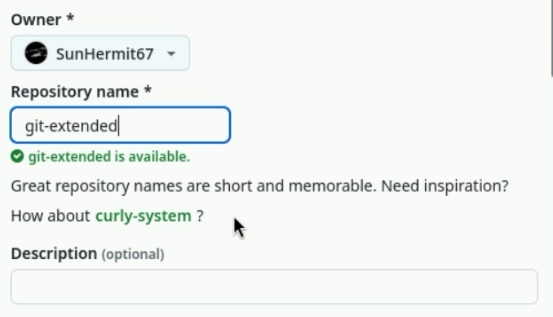 Owner *
SunHermit67
Repository name *
git-extended
git-extended is available.
Great repository names are short and memorable. Need inspiration?
How about curly-system ?
Description (optional)